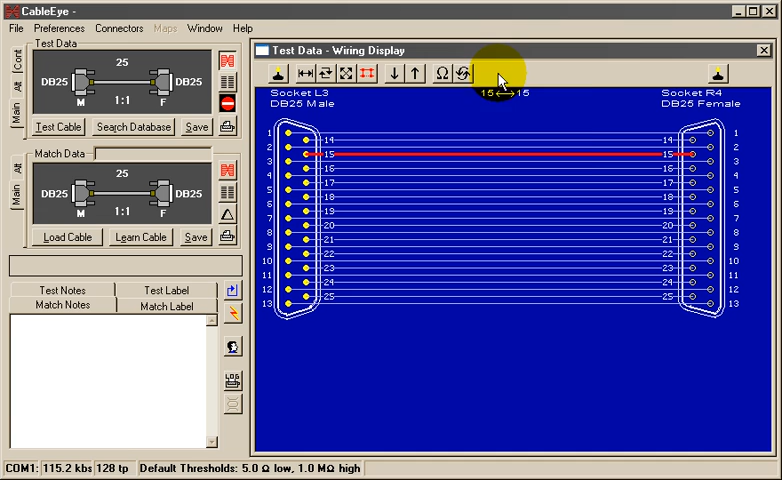 CableEye -
File Preferences Connectors Maps Window Help
Test Data
25
DB25 DB25
M 1:1 F
Test Cable Search Database Save
Main Alt Cont
Match Data
25
DB25 DB25
M 1:1 F
Load Cable Learn Cable Save
Main Alt
Test Notes Test Label
Match Notes Match Label
LOG
Test Data - Wiring Display
Ω
15 15
Socket L3 Socket R4
DB25 Male DB25 Female
1 1
14 14
2 2
15 15
3 3
16 16
4 4
17 17
5 5
18 18
6 6
19 19
7 7
20 20
8 8
21 21
9 9
22 22
10 10
23 23
11 11
24 24
12 12
25 25
13 13
COM1: 115.2 kbs 128 tp Default Thresholds: 5.0 Ω low, 1.0 MΩ high